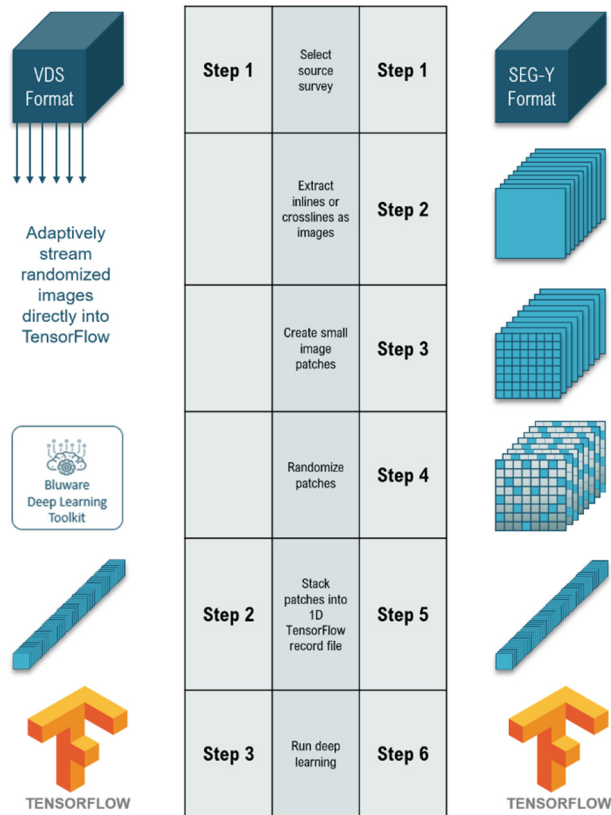 VDS
Format
Step 1
Select
source
survey
Step 1
SEG-Y
Format
Adaptively
stream
randomized
images
directly into
TensorFlow
Extract
inlines or
crosslines as
images
Step 2
Create small
image
patches
Step 3
Bluware
Deep Learning
Toolkit
Randomize
patches
Step 4
Step 2
Stack
patches into
1D
TensorFlow
record file
Step 5
TENSORFLOW
Step 3
Run deep
learning
Step 6
TENSORFLOW